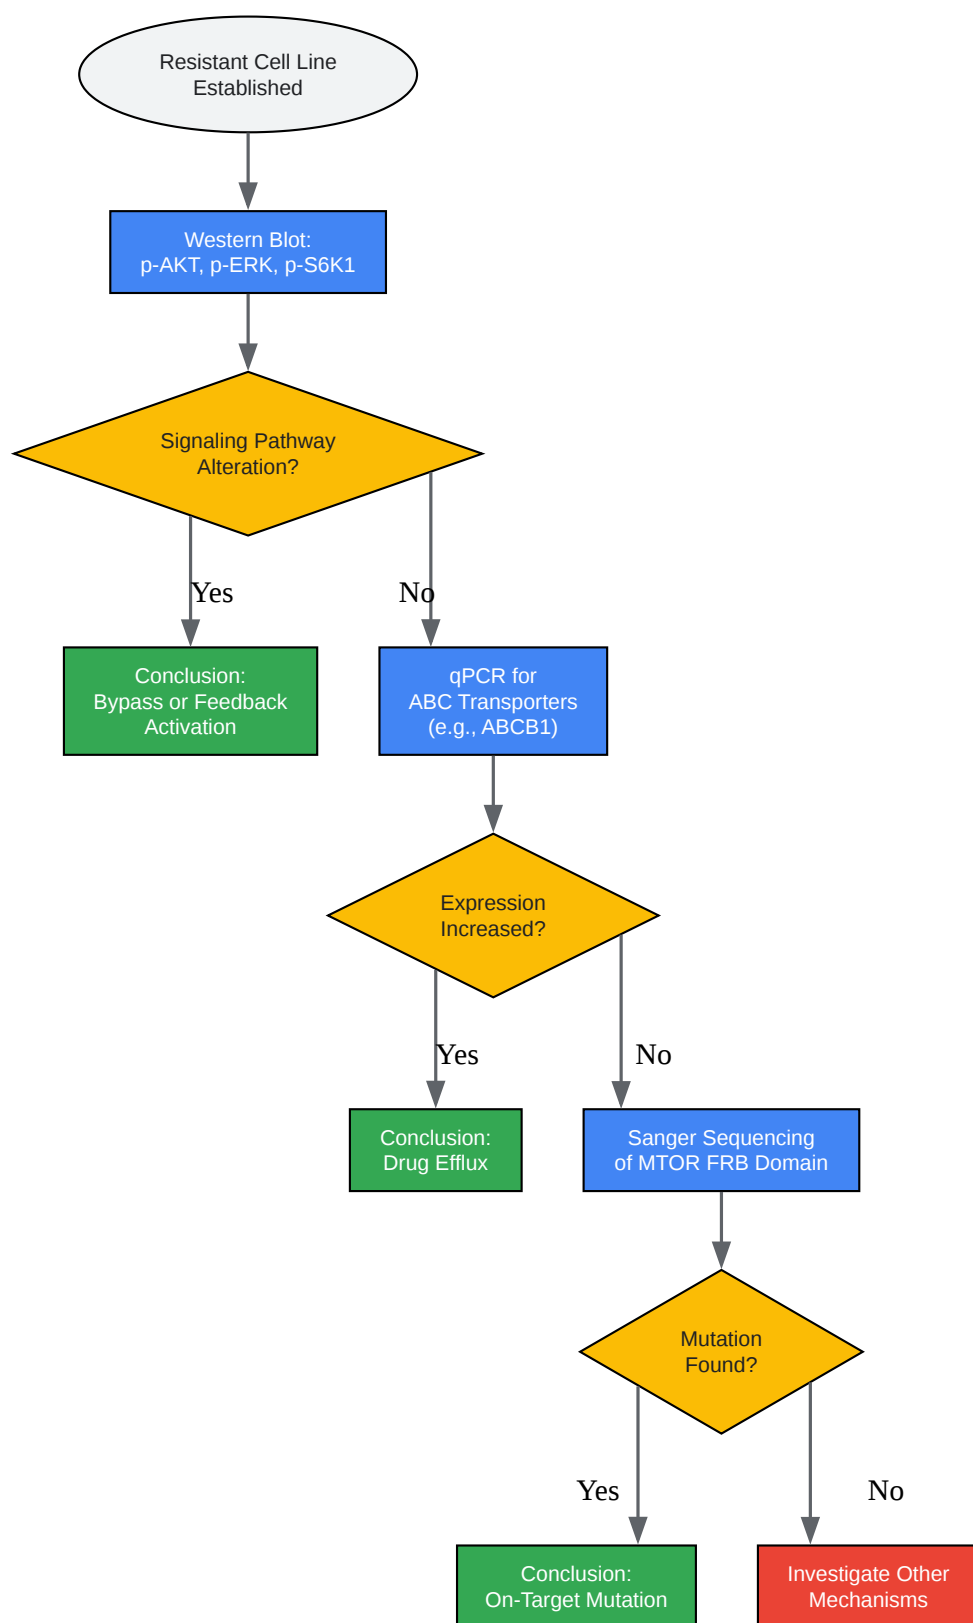 Resistant Cell Line
Established
Western Blot:
p-AKT, p-ERK, p-S6K1
Signaling Pathway
Alteration?
Yes
No
Conclusion:
Bypass or Feedback
Activation
qPCR for
ABC Transporters
(e.g., ABCB1)
Expression
Increased?
Yes
No
Conclusion:
Drug Efflux
Sanger Sequencing
of MTOR FRB Domain
Mutation
Found?
Yes
No
Conclusion:
On-Target Mutation
Investigate Other
Mechanisms